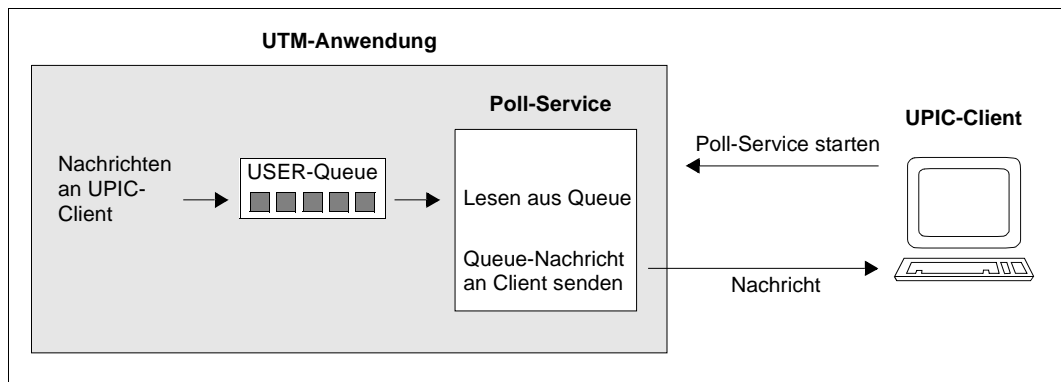 UTM-Anwendung
Poll-Service
UPIC-Client
Poll-Service starten
Nachrichten
an UPIC-
Client
USER-Queue
Lesen aus Queue
Queue-Nachricht
an Client senden
Nachricht